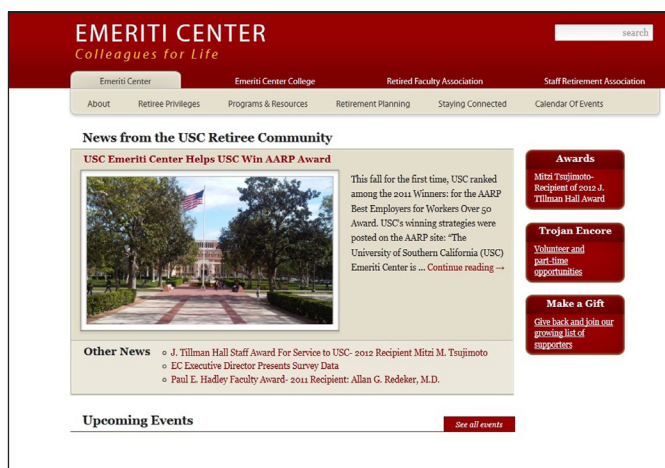 EMERITI CENTER
Colleagues for Life
search
Emeriti Center
Emeriti Center College
Retired Faculty Association
Staff Retirement Association
About
Retiree Privileges
Programs & Resources
Retirement Planning
Staying Connected
Calendar Of Events
News from the USC Retiree Community
USC Emeriti Center Helps USC Win AARP Award
This fall for the first time, USC ranked
among the 2011 Winners: for the AARP
Best Employers for Workers Over 50
Award. USC's winning strategies were
posted on the AARP site: “The
University of Southern California (USC)
Emeriti Center is ... Continue reading →
Other News
J. Tillman Hall Staff Award For Service to USC- 2012 Recipient Mitzi M. Tsujimoto
EC Executive Director Presents Survey Data
Paul E. Hadley Faculty Award- 2011 Recipient: Allan G. Redeker, M.D.
Awards
Mitzi Tsujimoto-
Recipient of 2012 J.
Tillman Hall Award
Trojan Encore
Volunteer and
part-time
opportunities
Make a Gift
Give back and join our
growing list of
supporters
Upcoming Events
See all events